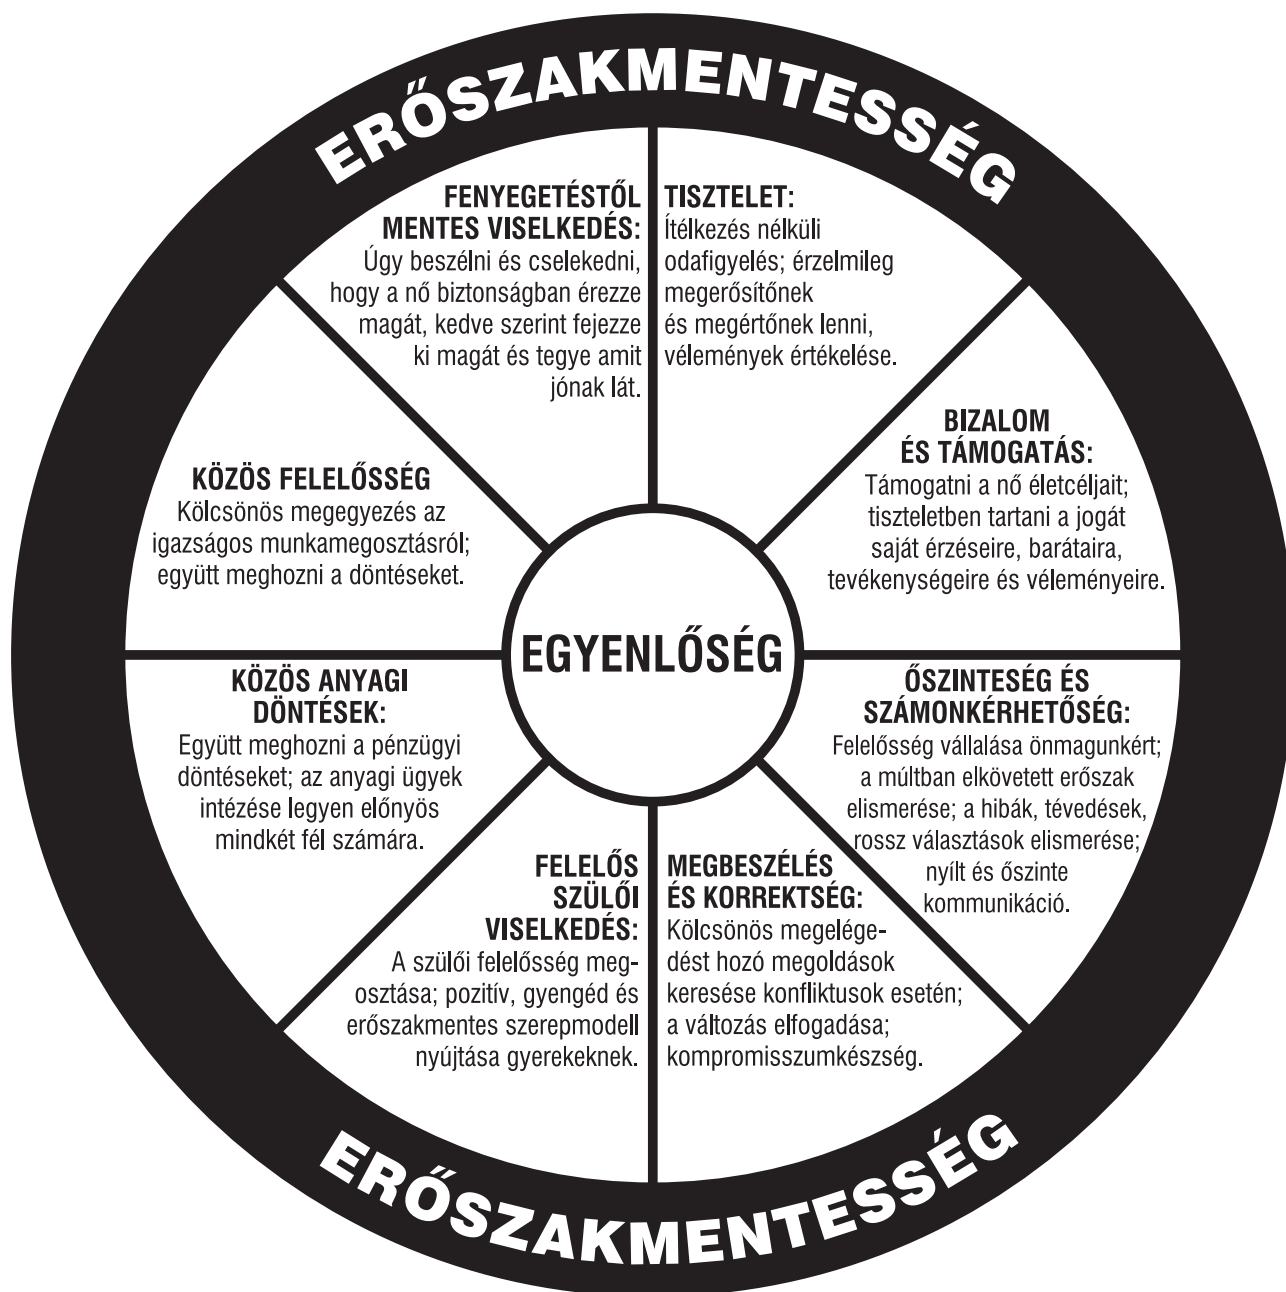 ERŐSZAKMENTESSÉG
FENYEGETÉSTŐL
MENTES VISELKEDÉS:
Úgy beszélni és cselekedni,
hogy a nő biztonságban érezze
magát, kedve szerint fejezze
ki magát és tegye amit
jónak lát.
TISZTELET:
Ítélkezés nélküli
odafigyelés; érzelmileg
megerősítőnek
és megértőnek lenni,
vélemények értékelése.
BIZALOM
ÉS TÁMOGATÁS:
Támogatni a nő életcéljait;
tiszteletben tartani a jogát
saját érzéseire, barátaira,
tevékenységeire és véleményeire.
KÖZÖS FELELŐSSÉG
Kölcsönös megegyezés az
igazságos munkamegosztásról;
együtt meghozni a döntéseket.
EGYENLŐSÉG
KÖZÖS ANYAGI
DÖNTÉSEK:
Együtt meghozni a pénzügyi
döntéseket; az anyagi ügyek
intézése legyen előnyös
mindkét fél számára.
ŐSZINTESÉG ÉS
SZÁMONKÉRHETŐSÉG:
Felelősség vállalása önmagunkért;
a múltban elkövetett erőszak
elismerése; a hibák, tévedések,
rossz választások elismerése;
nyílt és őszinte
kommunikáció.
FELELŐS
SZÜLŐI
VISELKEDÉS:
A szülői felelősség meg-
osztása; pozitív, gyengéd és
erőszakmentes szerepmodell
nyújtása gyerekeknek.
MEGBESZÉLÉS
ÉS KORREKTSÉG:
Kölcsönös megelége-
dést hozó megoldások
keresése konfliktusok esetén;
a változás elfogadása;
kompromisszumkészség.
ERŐSZAKMENTESSÉG